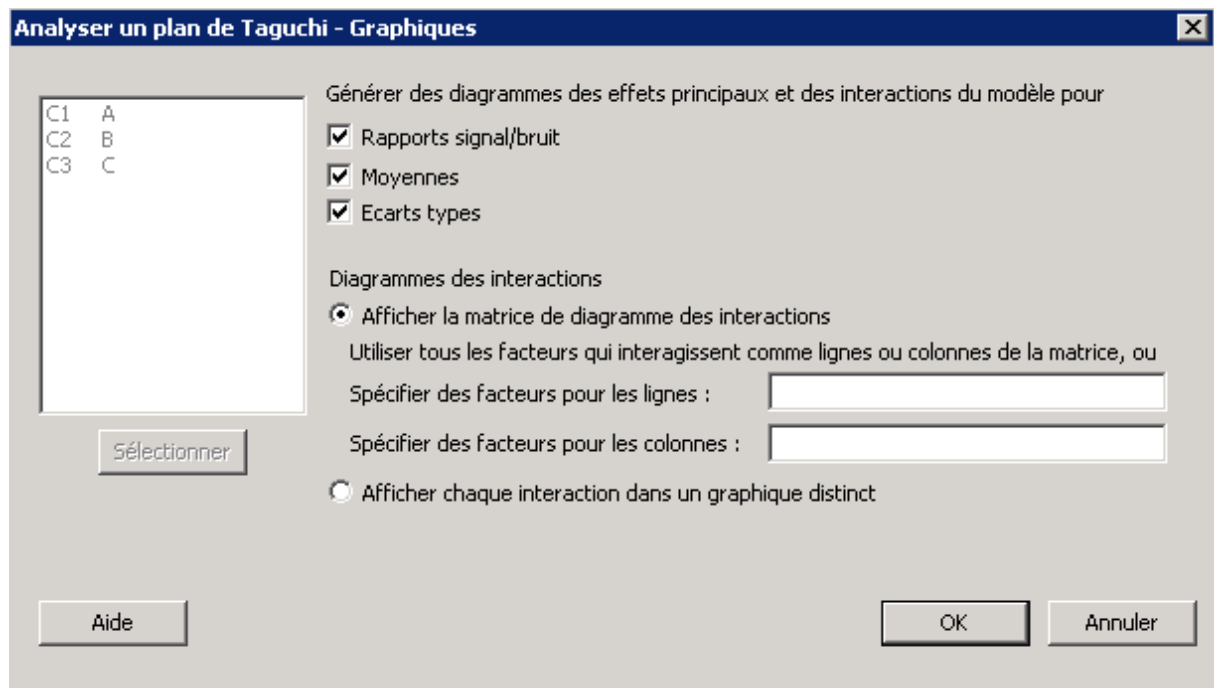 Analyser un plan de Taguchi - Graphiques
C1 A
C2 B
C3 C
Sélectionner
Générer des diagrammes des effets principaux et des interactions du modèle pour
Rapports signal/bruit
Moyennes
Ecarts types
Diagrammes des interactions
Afficher la matrice de diagramme des interactions
Utiliser tous les facteurs qui interagissent comme lignes ou colonnes de la matrice, ou
Spécifier des facteurs pour les lignes :
Spécifier des facteurs pour les colonnes :
Afficher chaque interaction dans un graphique distinct
Aide
OK
Annuler